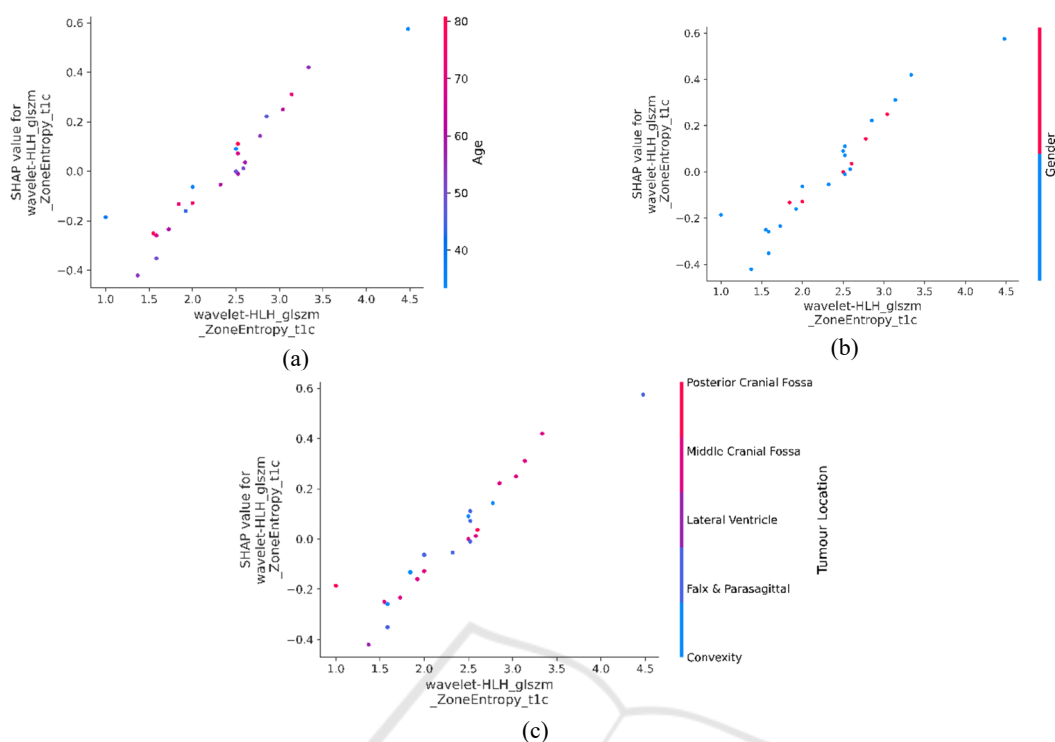 0.6
0.4
0.2
0.0
−0.2
−0.4
SHAP value for
wavelet-HLH_glszm
_ZoneEntropy_t1c
1.0 1.5 2.0 2.5 3.0 3.5 4.0 4.5
wavelet-HLH_glszm
_ZoneEntropy_t1c
80
70
60
50
40
Age
(a)
0.6
0.4
0.2
0.0
−0.2
−0.4
SHAP value for
wavelet-HLH_glszm
_ZoneEntropy_t1c
1.0 1.5 2.0 2.5 3.0 3.5 4.0 4.5
wavelet-HLH_glszm
_ZoneEntropy_t1c
Gender
(b)
0.6
0.4
0.2
0.0
−0.2
−0.4
SHAP value for
wavelet-HLH_glszm
_ZoneEntropy_t1c
1.0 1.5 2.0 2.5 3.0 3.5 4.0 4.5
wavelet-HLH_glszm
_ZoneEntropy_t1c
Posterior Cranial Fossa
Middle Cranial Fossa
Lateral Ventricle
Falx & Parasagittal
Convexity
Tumour Location
(c)